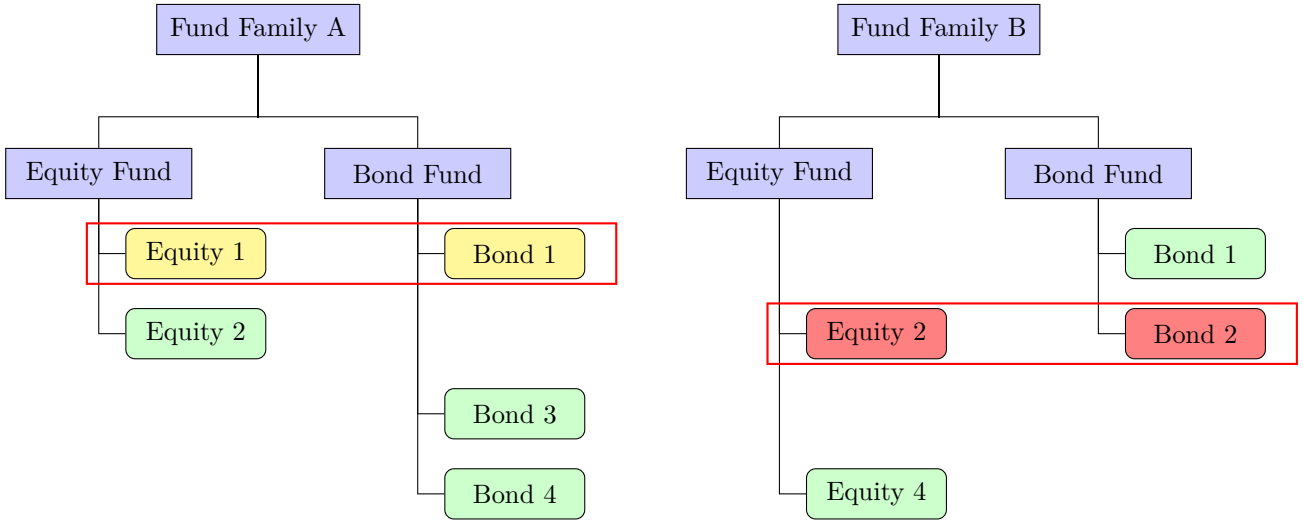 Fund Family A
Equity Fund
Bond Fund
Equity 1
Bond 1
Equity 2
Bond 3
Bond 4
Fund Family B
Equity Fund
Bond Fund
Bond 1
Equity 2
Bond 2
Equity 4